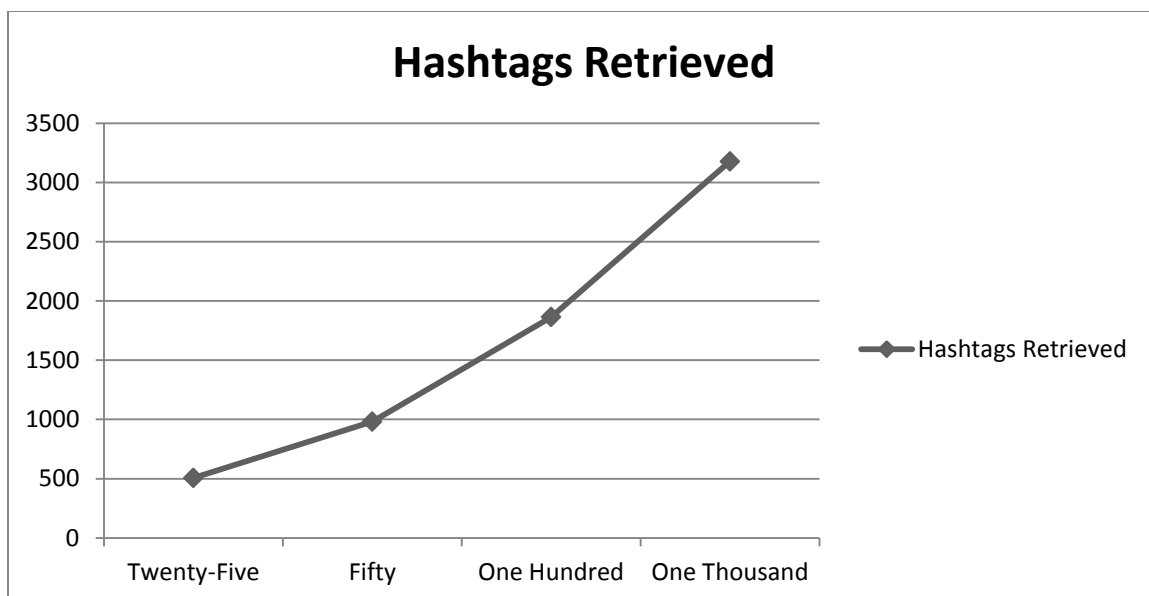 Hashtags Retrieved
3500
3000
2500
2000
1500
1000
500
0
Twenty-Five Fifty One Hundred One Thousand
Hashtags Retrieved